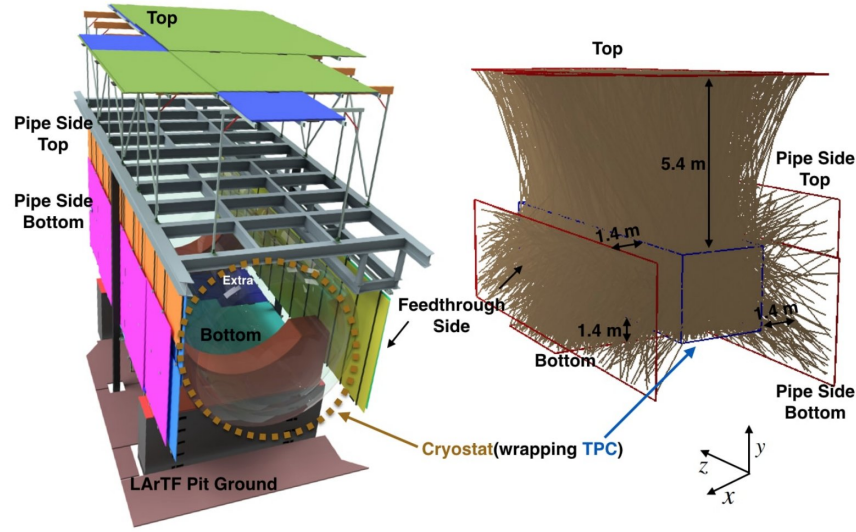 Top
Pipe Side
Top
Pipe Side
Bottom
Extra
Bottom
Feedthrough
Side
Cryostat(wrapping TPC)
LArTF Pit Ground
Top
5.4 m
Pipe Side
Top
1.4 m
1.4 m
1.4 m
Bottom
Pipe Side
Bottom
y
z
x